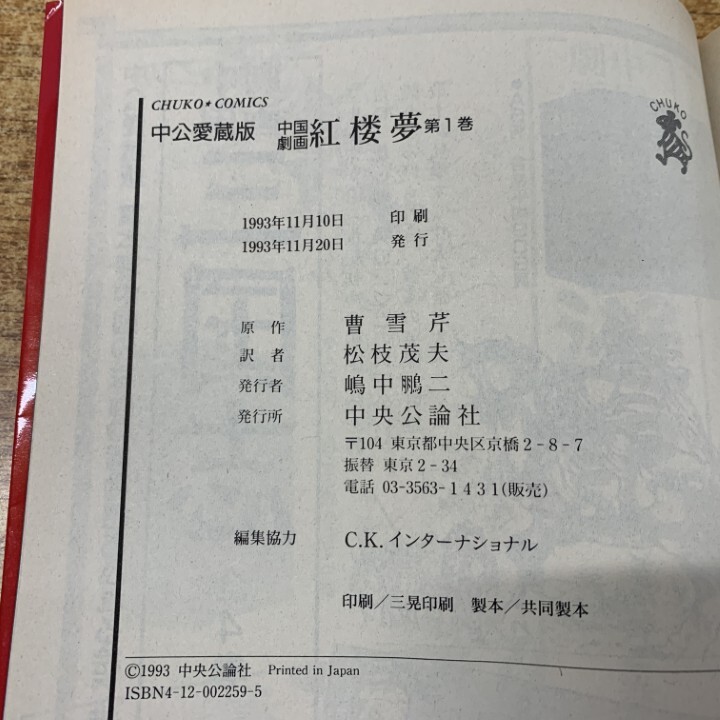 CHUKO★COMICS
中公愛蔵版 中国劇画 紅楼夢 第1巻
CHUKO
1993年11月10日 印刷
1993年11月20日 発行
原作 曹雪芹
訳者 松枝茂夫
発行者 嶋中鵬二
発行所 中央公論社
〒104 東京都中央区京橋2-8-7
振替 東京2-34
電話 03-3563-1431(販売)
編集協力 C.K.インターナショナル
印刷/三晃印刷 製本/共同製本
©1993 中央公論社 Printed in Japan
ISBN4-12-002259-5